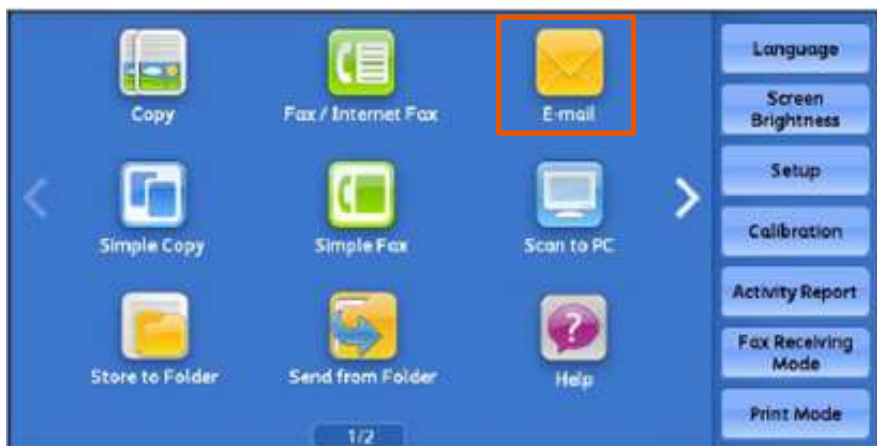 Copy
Fax / Internet Fax
E-mail
Simple Copy
Simple Fax
Scan to PC
Store to Folder
Send from Folder
Help
1/2
Language
Screen
Brightness
Setup
Calibration
Activity Report
Fax Receiving
Mode
Print Mode